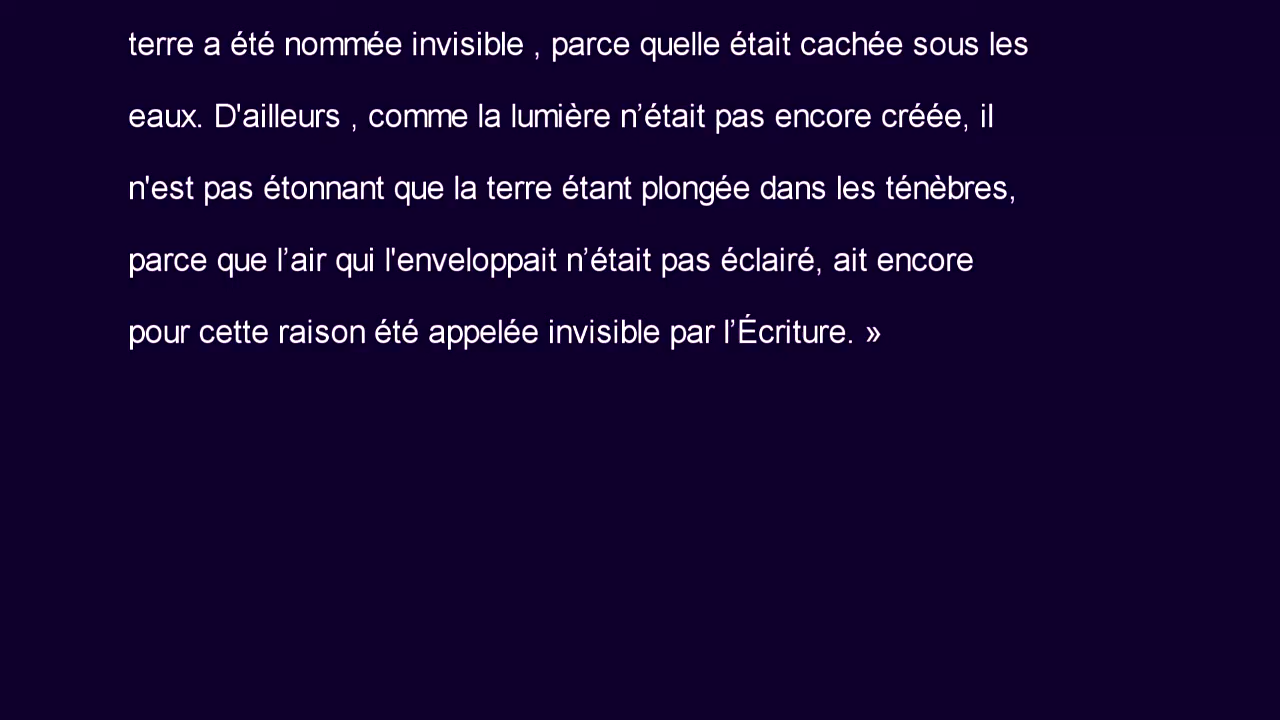 terre a été nommée invisible , parce quelle était cachée sous les
eaux. D'ailleurs , comme la lumière n’était pas encore créée, il
n'est pas étonnant que la terre étant plongée dans les ténèbres,
parce que l’air qui l'enveloppait n’était pas éclairé, ait encore
pour cette raison été appelée invisible par l’Écriture. »